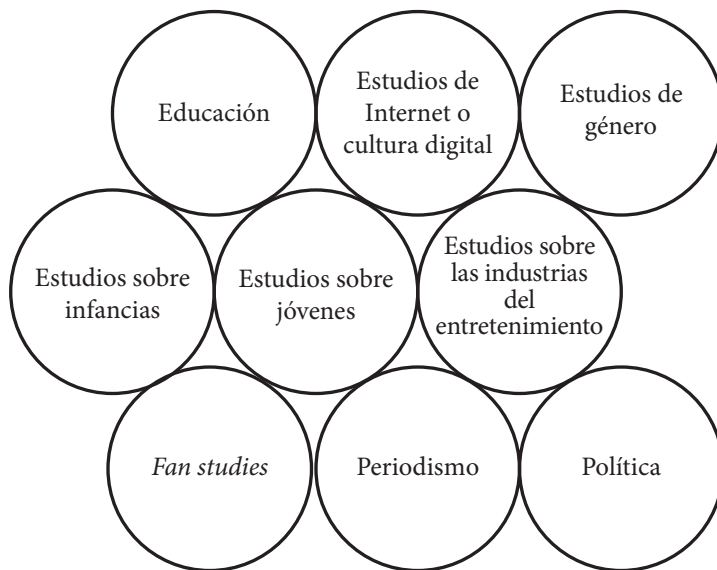 Educación
Estudios de
Internet o
cultura digital
Estudios de
género
Estudios sobre
infancias
Estudios sobre
jóvenes
Estudios sobre
las industrias
del
entretenimiento
Fan studies
Periodismo
Política